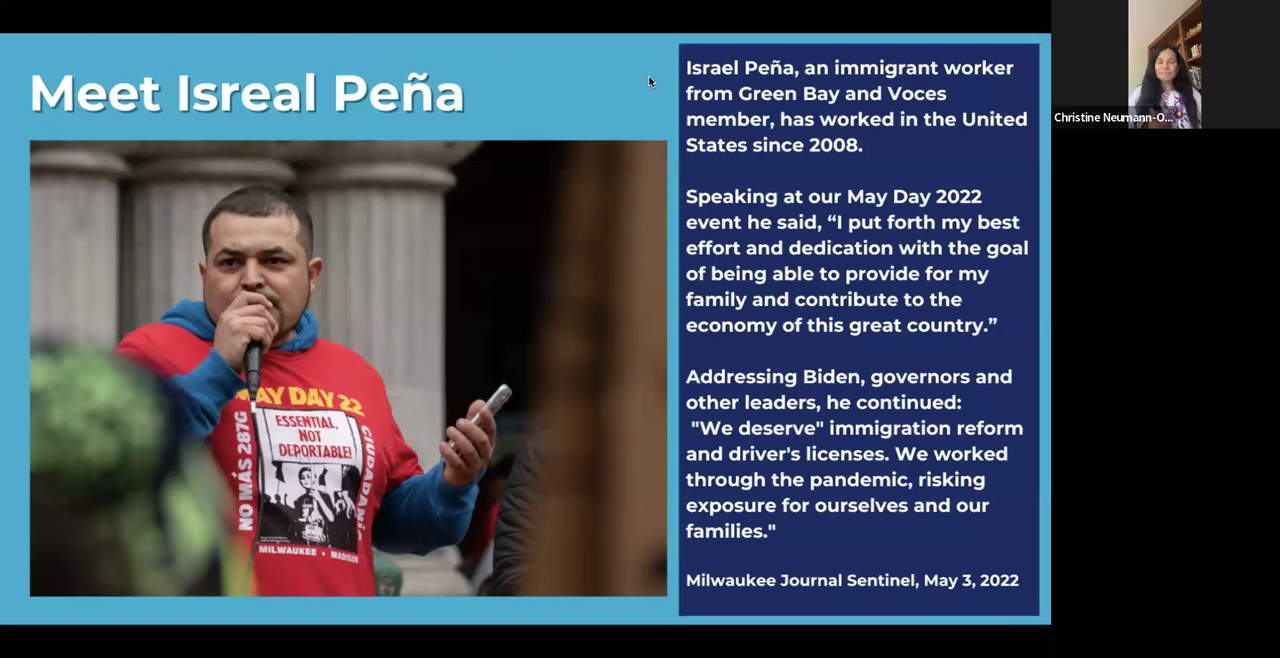 Meet Isreal Peña
Israel Peña, an immigrant worker
from Green Bay and Voces
member, has worked in the United
States since 2008.
Speaking at our May Day 2022
event he said, “I put forth my best
effort and dedication with the goal
of being able to provide for my
family and contribute to the
economy of this great country.”
Addressing Biden, governors and
other leaders, he continued:
"We deserve" immigration reform
and driver's licenses. We worked
through the pandemic, risking
exposure for ourselves and our
families."
Milwaukee Journal Sentinel, May 3, 2022
MAY DAY 22
ESSENTIAL,
NOT
DEPORTABLE!
NO MÁS 287G
CIUDADANÍA
MILWAUKEE • MADISON
Christine Neumann-O...